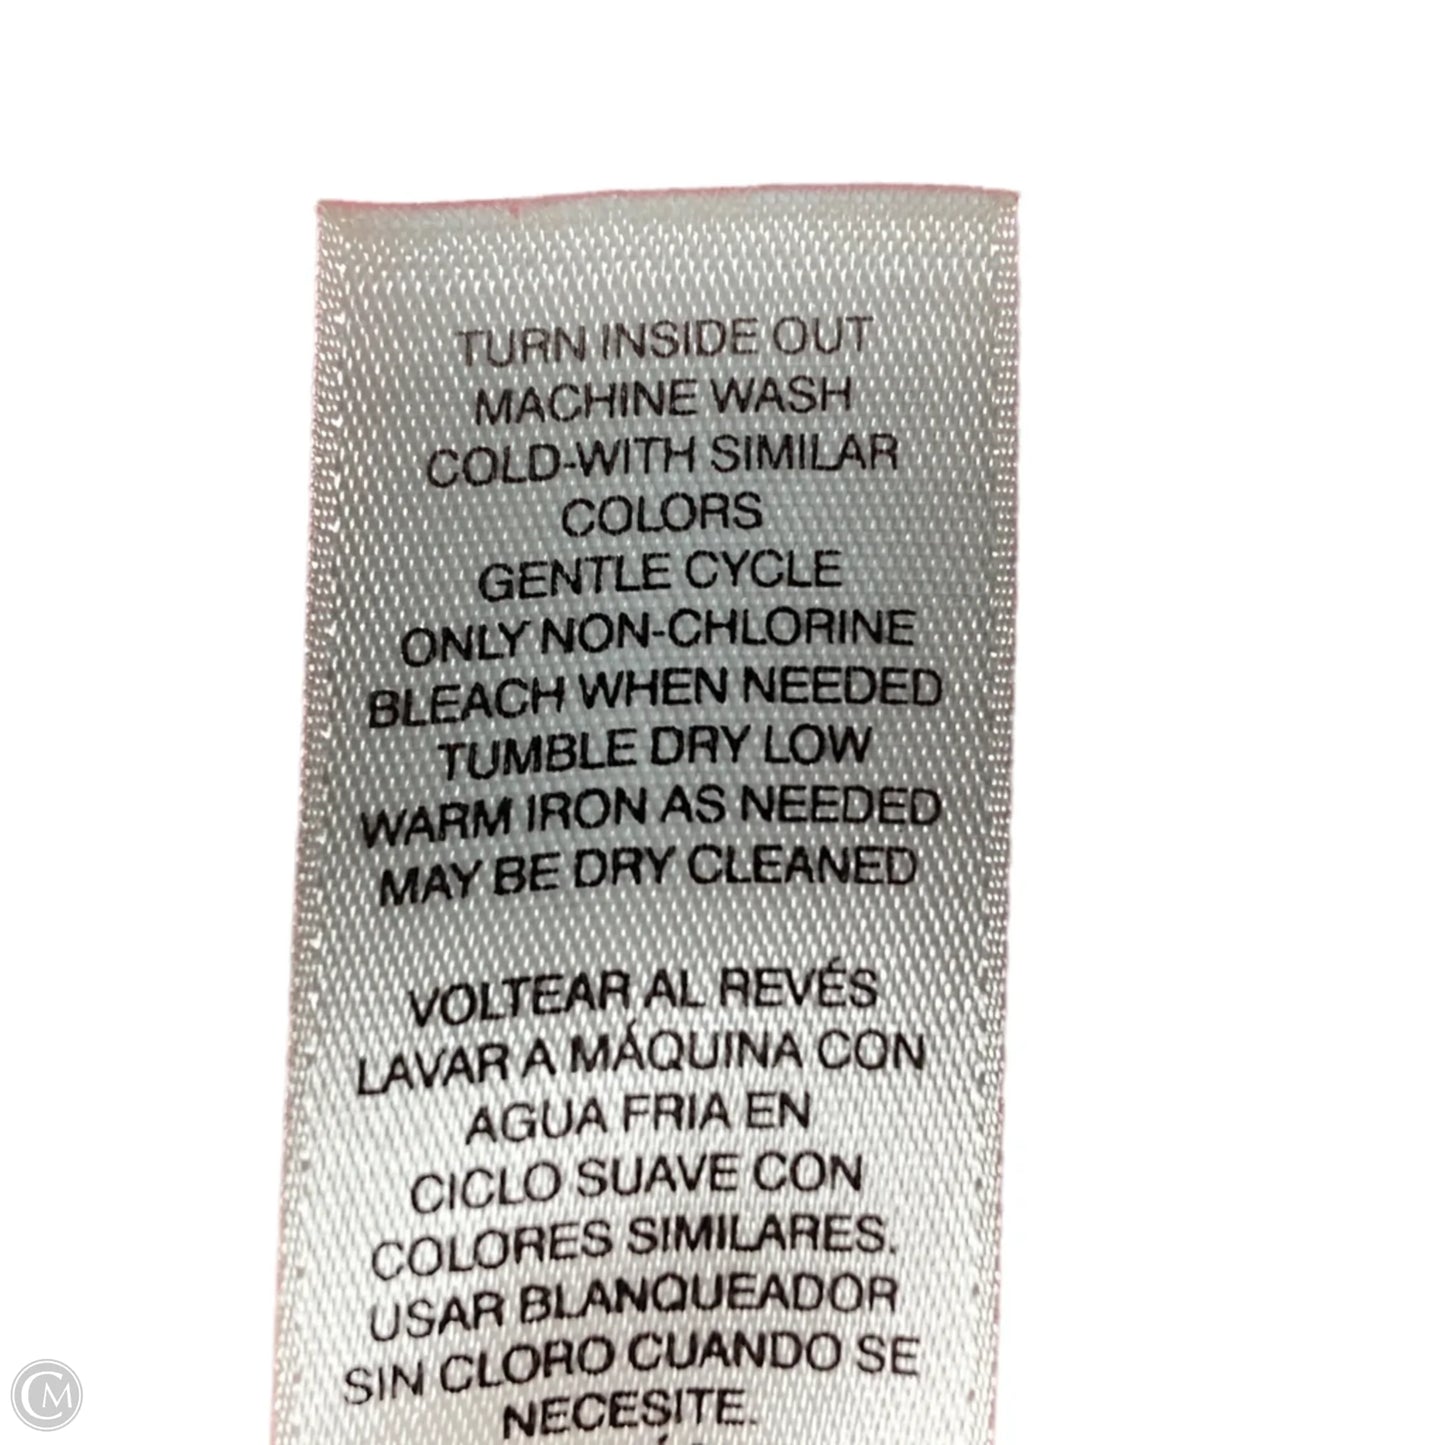 TURN INSIDE OUT
MACHINE WASH
COLD-WITH SIMILAR
COLORS
GENTLE CYCLE
ONLY NON-CHLORINE
BLEACH WHEN NEEDED
TUMBLE DRY LOW
WARM IRON AS NEEDED
MAY BE DRY CLEANED
VOLTEAR AL REVÉS
LAVAR A MÁQUINA CON
AGUA FRIA EN
CICLO SUAVE CON
COLORES SIMILARES.
USAR BLANQUEADOR
SIN CLORO CUANDO SE
NECESITE.
CM